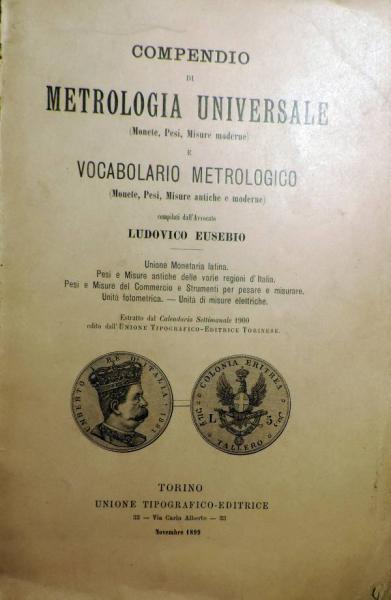 COMPENDIO
DI
METROLOGIA UNIVERSALE
(Monete, Pesi, Misure moderne)
E
VOCABOLARIO METROLOGICO
(Monete, Pesi, Misure antiche e moderne)
compilati dall'Avvocato
LUDOVICO EUSEBIO
Unione Monetaria latina.
Pesi e Misure antiche delle varie regioni d'Italia.
Pesi e Misure del Commercio e Strumenti per pesare e misurare.
Unità fotometrica. — Unità di misure elettriche.
Estratto dal Calendario Settimanale 1900
edito dall'UNIONE TIPOGRAFICO-EDITRICE TORINESE.
UMBERTO I RE D'ITALIA 1891
COLONIA ERITREA
L. 5
TALLERO
TORINO
UNIONE TIPOGRAFICO-EDITRICE
33 — Via Carlo Alberto — 33
Novembre 1899